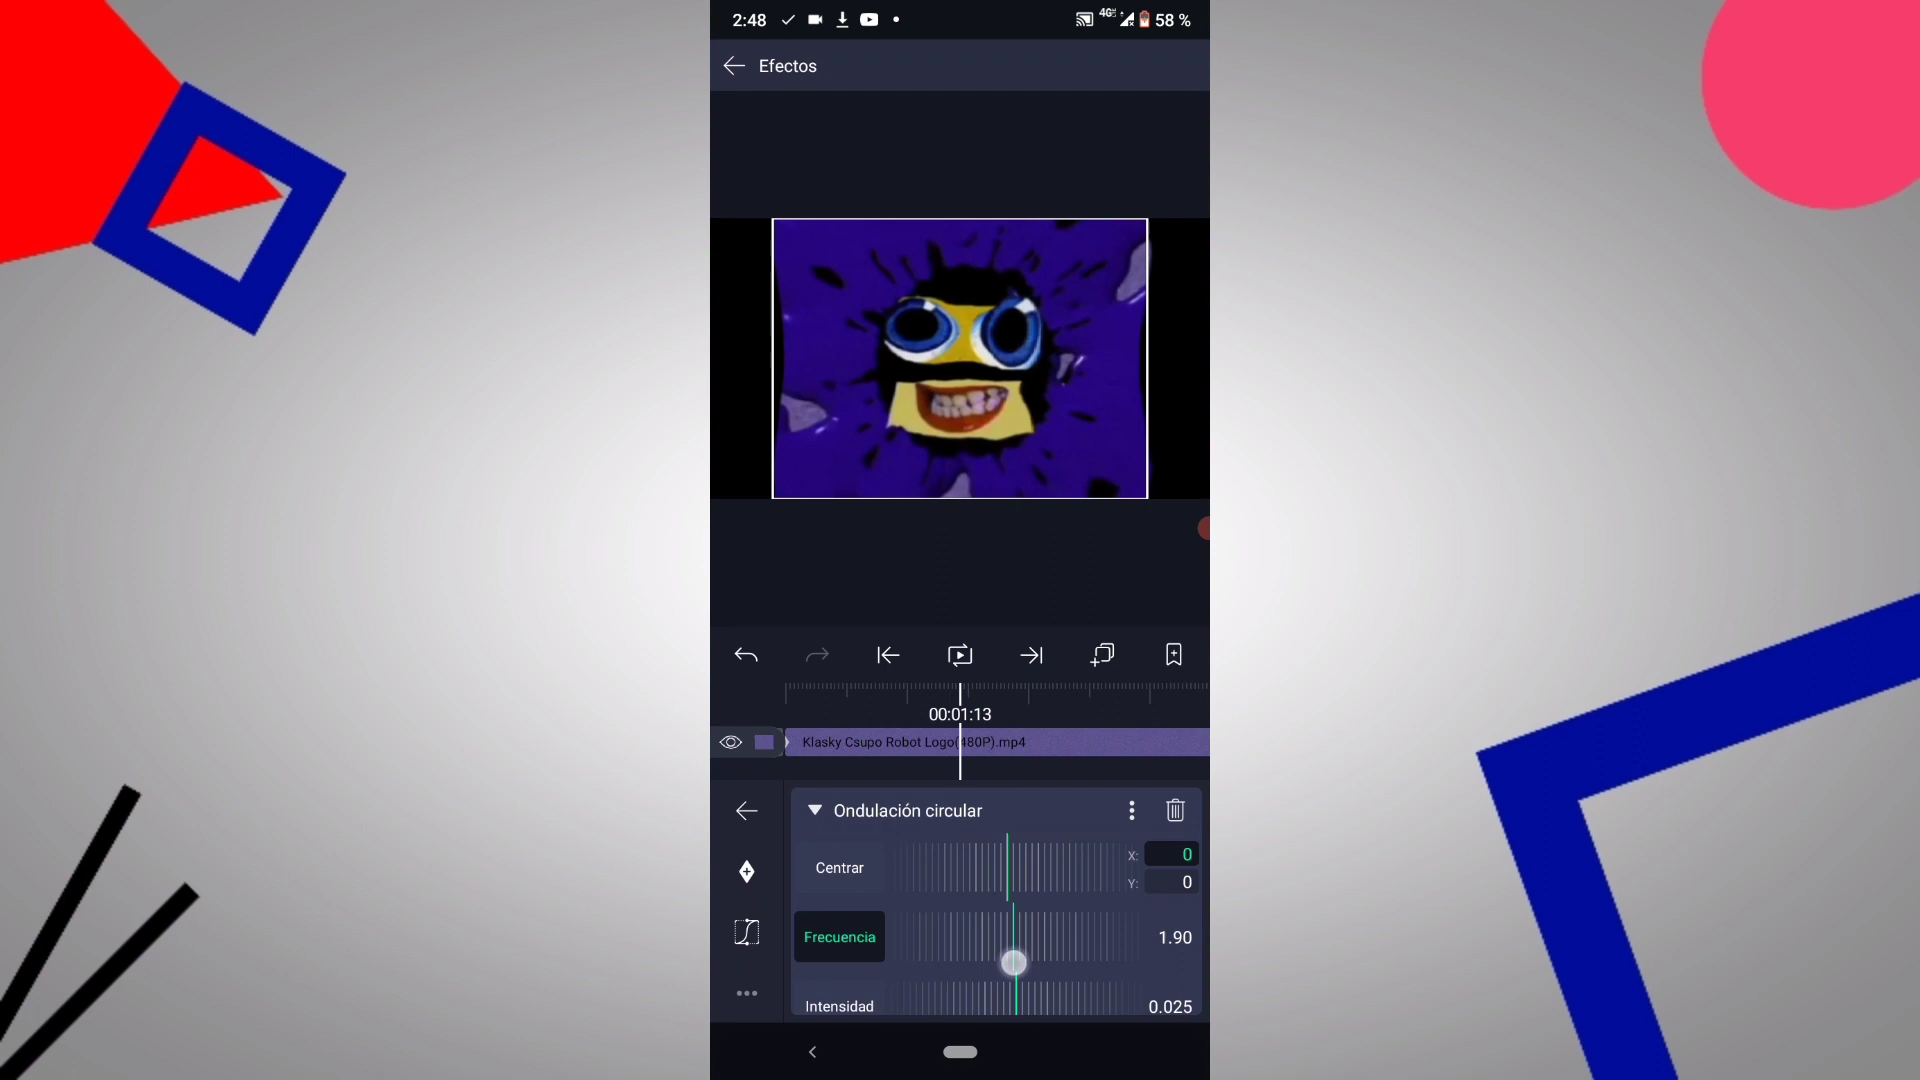 2:48
4G
58 %
Efectos
00:01:13
Klasky Csupo Robot Logo(480P).mp4
Ondulación circular
Centrar
X: 0
Y: 0
Frecuencia
1.90
Intensidad
0.025